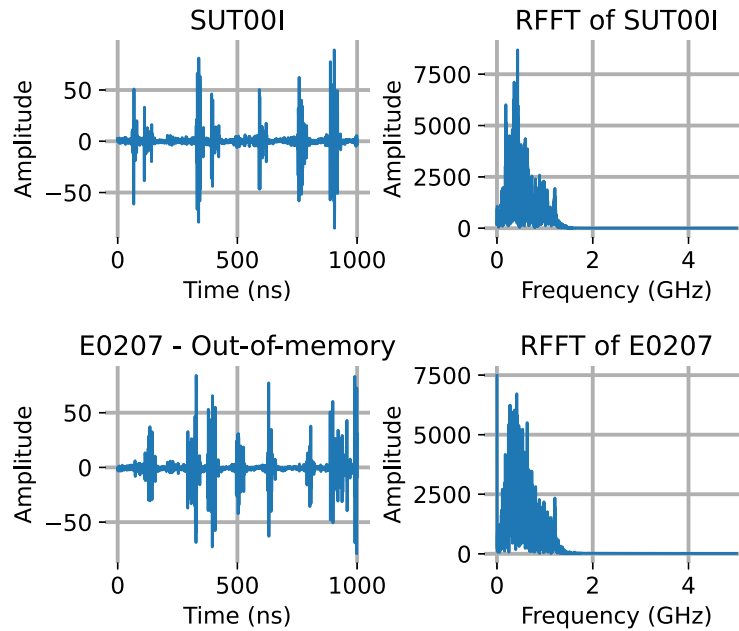 SUT00I
Amplitude
50
0
−50
0
500
1000
Time (ns)
RFFT of SUT00I
Amplitude
7500
5000
2500
0
0
2
4
Frequency (GHz)
E0207 - Out-of-memory
Amplitude
50
0
−50
0
500
1000
Time (ns)
RFFT of E0207
Amplitude
7500
5000
2500
0
0
2
4
Frequency (GHz)